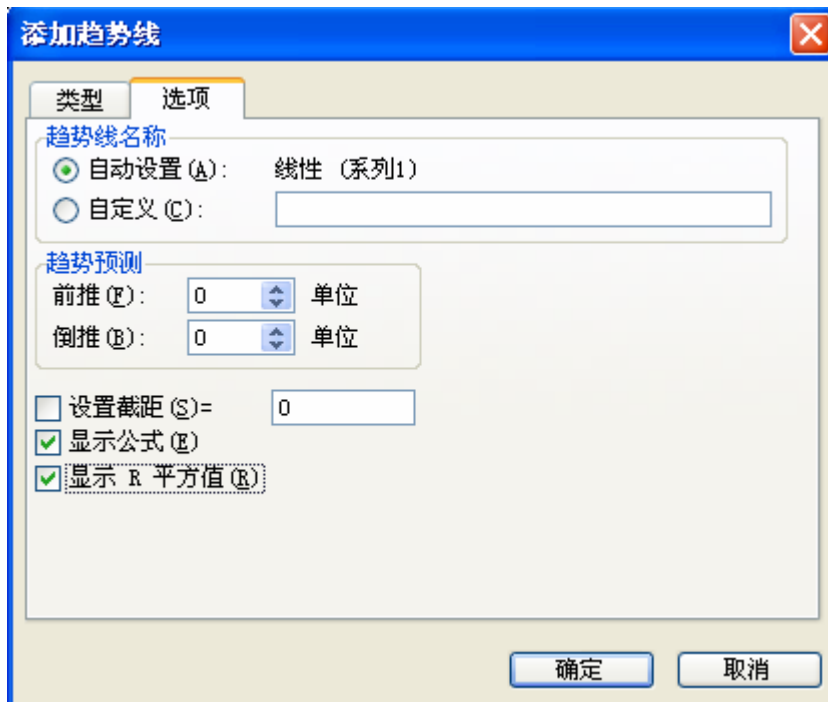 添加趋势线
类型 选项
趋势线名称
自动设置(A): 线性 (系列1)
自定义(C):
趋势预测
前推(F): 0 单位
倒推(B): 0 单位
设置截距(S)= 0
显示公式(E)
显示 R 平方值(R)
确定 取消